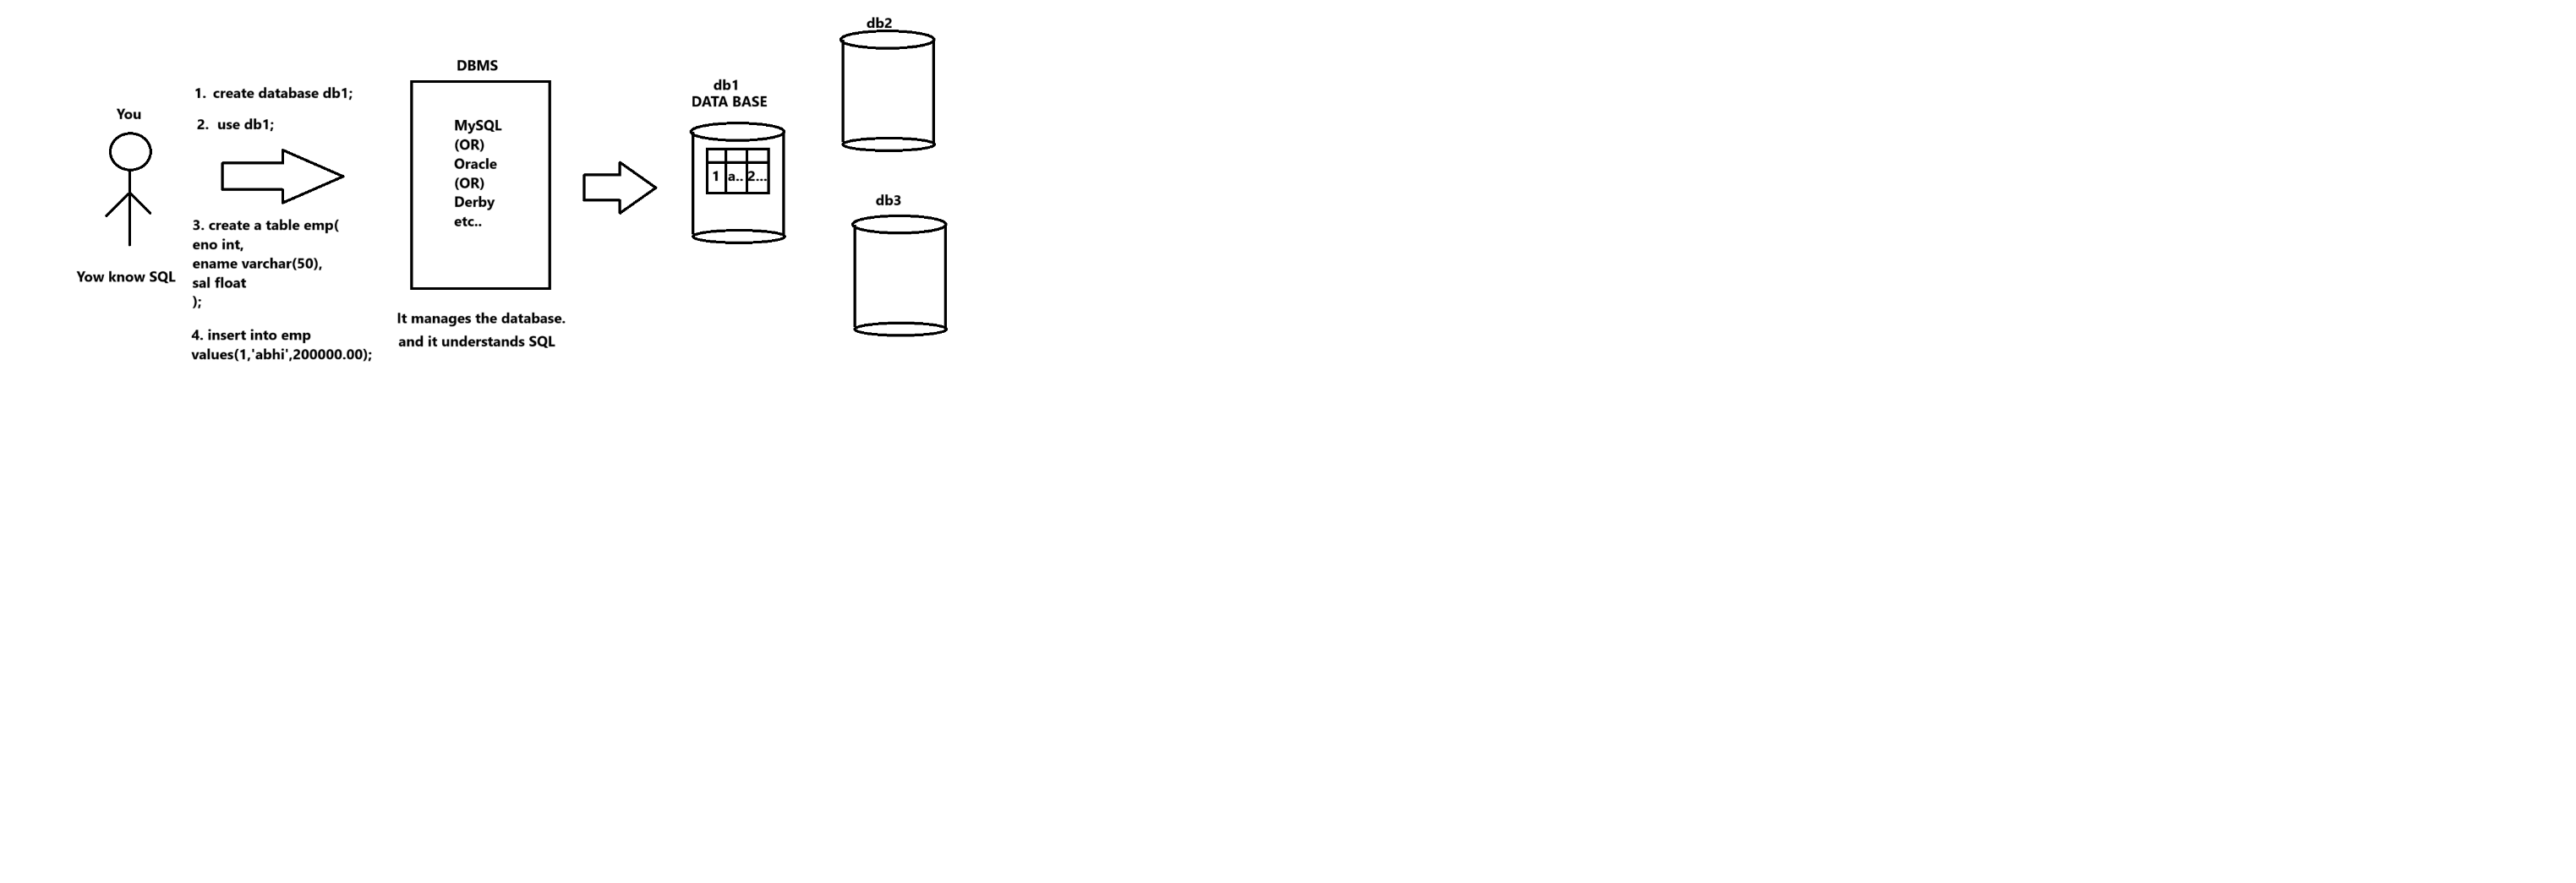 You
Yow know SQL
1. create database db1;
2. use db1;
3. create a table emp(
eno int,
ename varchar(50),
sal float
);
4. insert into emp
values(1,'abhi',200000.00);
DBMS
MySQL
(OR)
Oracle
(OR)
Derby
etc..
It manages the database.
and it understands SQL
db1
DATA BASE
1 a.. 2...
db2
db3